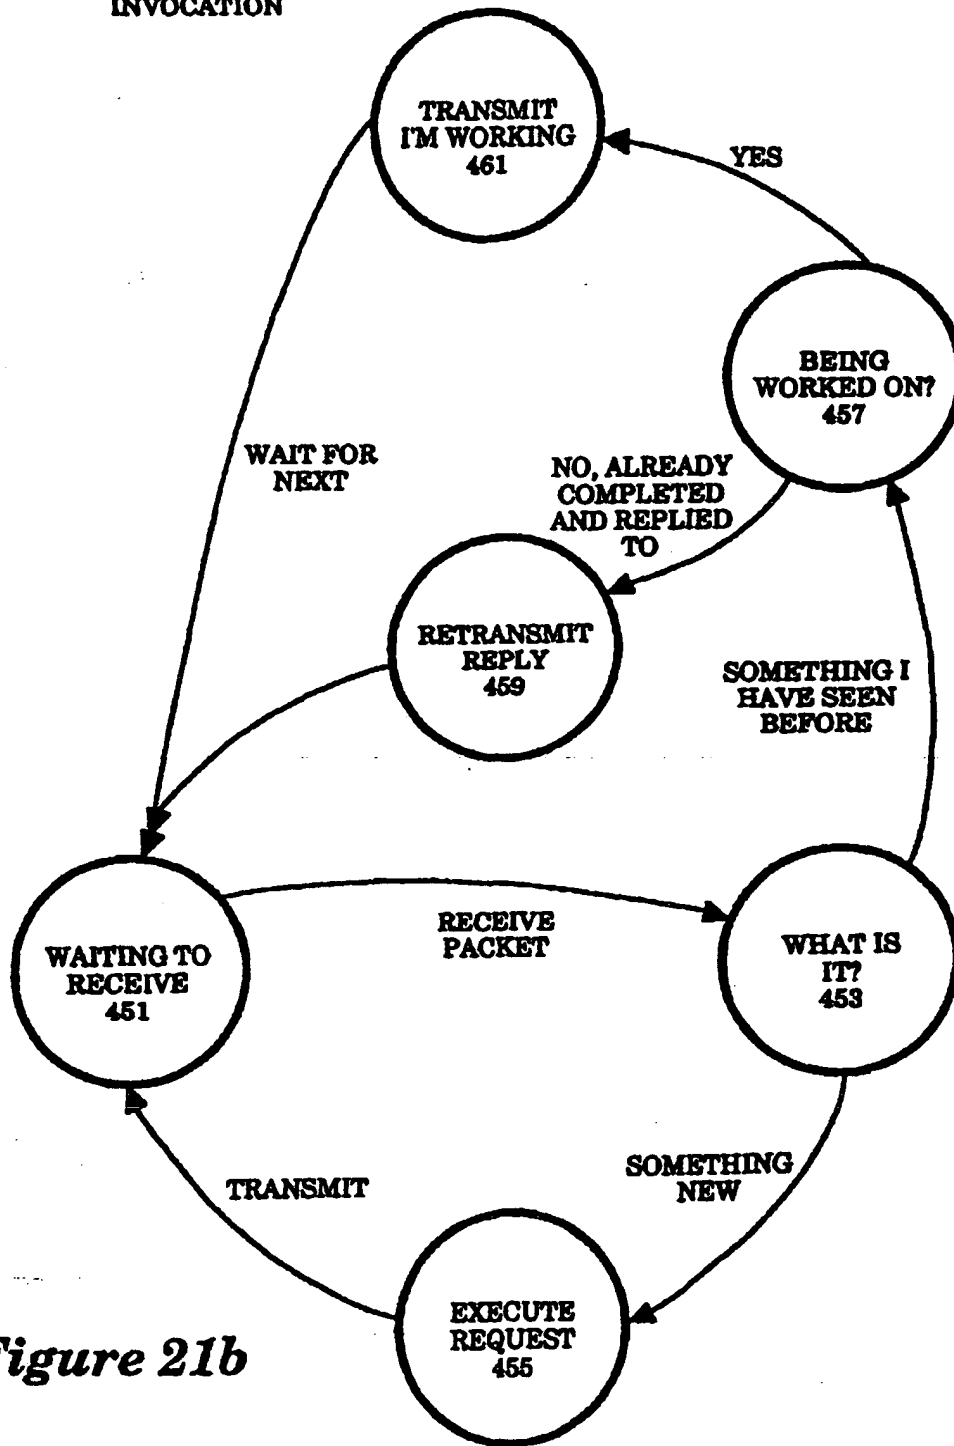 INVOCATION
TRANSMIT
I'M WORKING
461
YES
BEING
WORKED ON?
457
WAIT FOR
NEXT
NO, ALREADY
COMPLETED
AND REPLIED
TO
RETRANSMIT
REPLY
459
SOMETHING I
HAVE SEEN
BEFORE
RECEIVE
PACKET
WAITING TO
RECEIVE
451
WHAT IS
IT?
453
TRANSMIT
SOMETHING
NEW
EXECUTE
REQUEST
455
Figure 21b